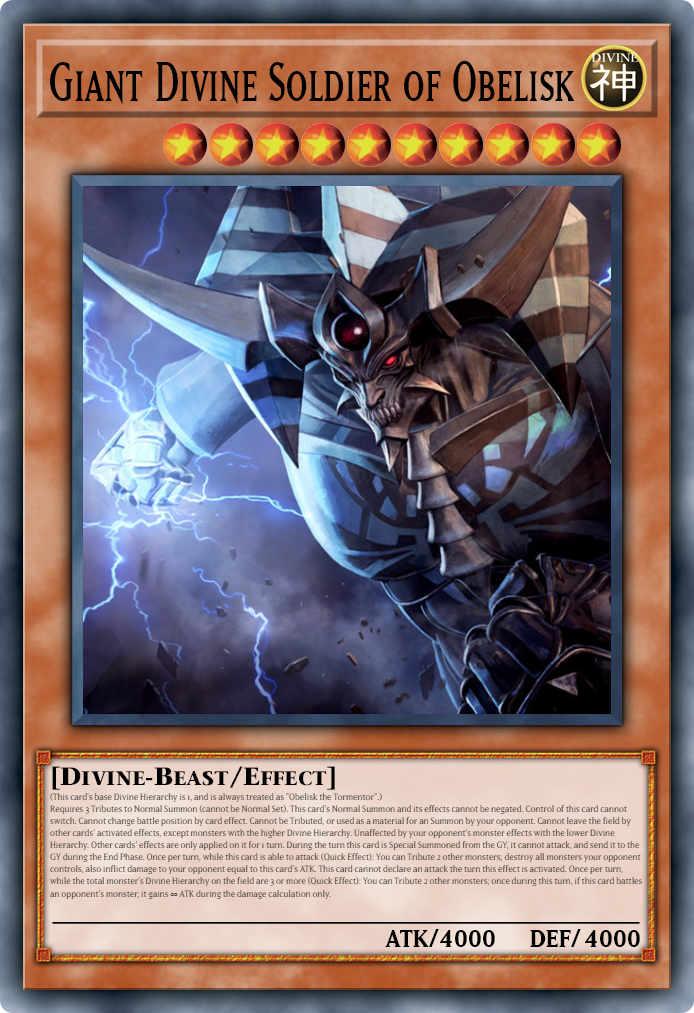 GIANT DIVINE SOLDIER OF OBELISK
DIVINE
神
[DIVINE-BEAST/EFFECT]
(This card's base Divine Hierarchy is 1, and is always treated as "Obelisk the Tormentor".)
Requires 3 Tributes to Normal Summon (cannot be Normal Set). This card's Normal Summon and its effects cannot be negated. Control of this card cannot
switch. Cannot change battle position by card effect. Cannot be Tributed, or used as a material for an Summon by your opponent. Cannot leave the field by
other cards' activated effects, except monsters with the higher Divine Hierarchy. Unaffected by your opponent's monster effects with the lower Divine
Hierarchy. Other cards' effects are only applied on it for 1 turn. During the turn this card is Special Summoned from the GY, it cannot attack, and send it to the
GY during the End Phase. Once per turn, while this card is able to attack (Quick Effect): You can Tribute 2 other monsters; destroy all monsters your opponent
controls, also inflict damage to your opponent equal to this card's ATK. This card cannot declare an attack the turn this effect is activated. Once per turn,
while the total monster's Divine Hierarchy on the field are 3 or more (Quick Effect): You can Tribute 2 other monsters; once during this turn, if this card battles
an opponent's monster, it gains ∞ ATK during the damage calculation only.
ATK/4000 DEF/4000